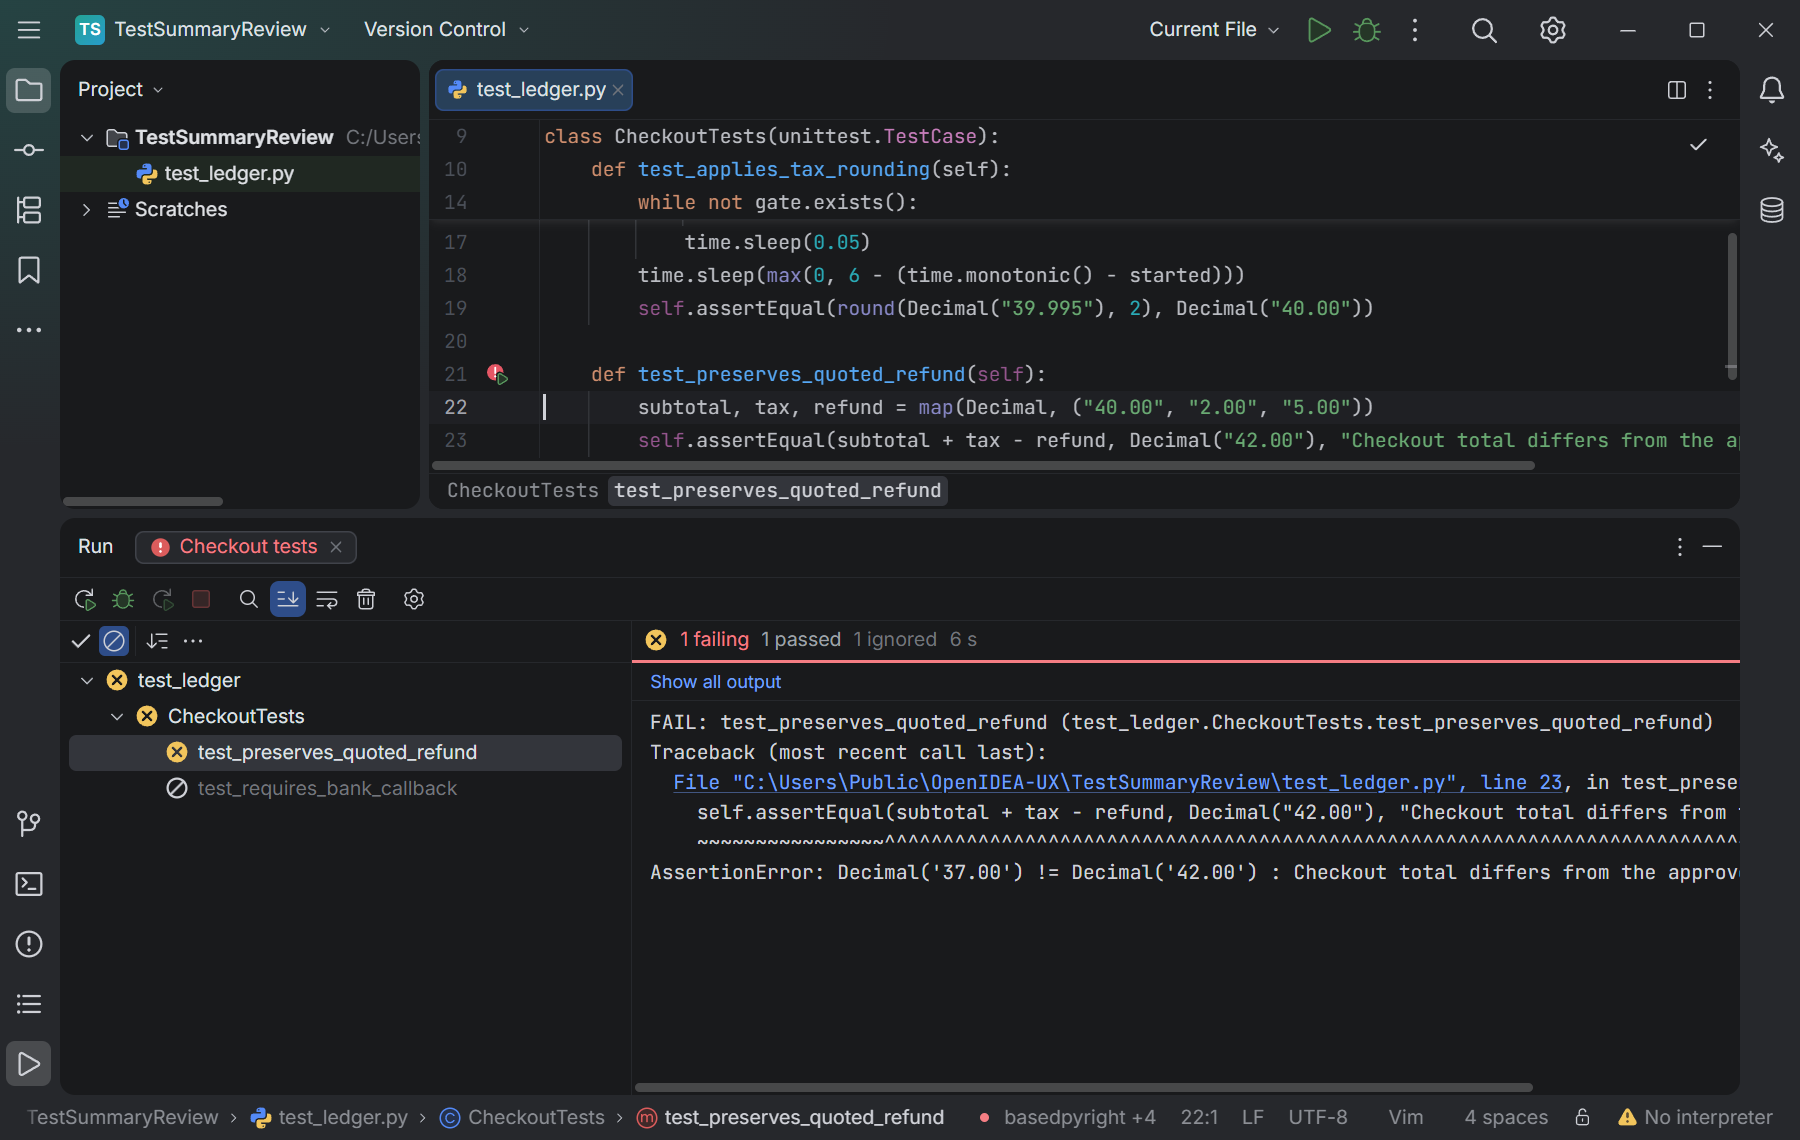 TS TestSummaryReview Version Control Current File
Project
TestSummaryReview C:/Users
test_ledger.py
Scratches
test_ledger.py
9 class CheckoutTests(unittest.TestCase):
10 def test_applies_tax_rounding(self):
14 while not gate.exists():
17 time.sleep(0.05)
18 time.sleep(max(0, 6 - (time.monotonic() - started)))
19 self.assertEqual(round(Decimal("39.995"), 2), Decimal("40.00"))
20
21 def test_preserves_quoted_refund(self):
22 subtotal, tax, refund = map(Decimal, ("40.00", "2.00", "5.00"))
23 self.assertEqual(subtotal + tax - refund, Decimal("42.00"), "Checkout total differs from the a
CheckoutTests test_preserves_quoted_refund
Run Checkout tests
1 failing 1 passed 1 ignored 6 s
test_ledger
CheckoutTests
test_preserves_quoted_refund
test_requires_bank_callback
Show all output
FAIL: test_preserves_quoted_refund (test_ledger.CheckoutTests.test_preserves_quoted_refund)
Traceback (most recent call last):
File "C:\Users\Public\OpenIDEA-UX\TestSummaryReview\test_ledger.py", line 23, in test_prese
self.assertEqual(subtotal + tax - refund, Decimal("42.00"), "Checkout total differs from
~~~~~~~~~~~~~~~~^^^^^^^^^^^^^^^^^^^^^^^^^^^^^^^^^^^^^^^^^^^^^^^^^^^^^^^^^^^^^^^^^^^^^^^^^
AssertionError: Decimal('37.00') != Decimal('42.00') : Checkout total differs from the approv
TestSummaryReview › test_ledger.py › CheckoutTests › test_preserves_quoted_refund basedpyright +4 22:1 LF UTF-8 Vim 4 spaces No interpreter